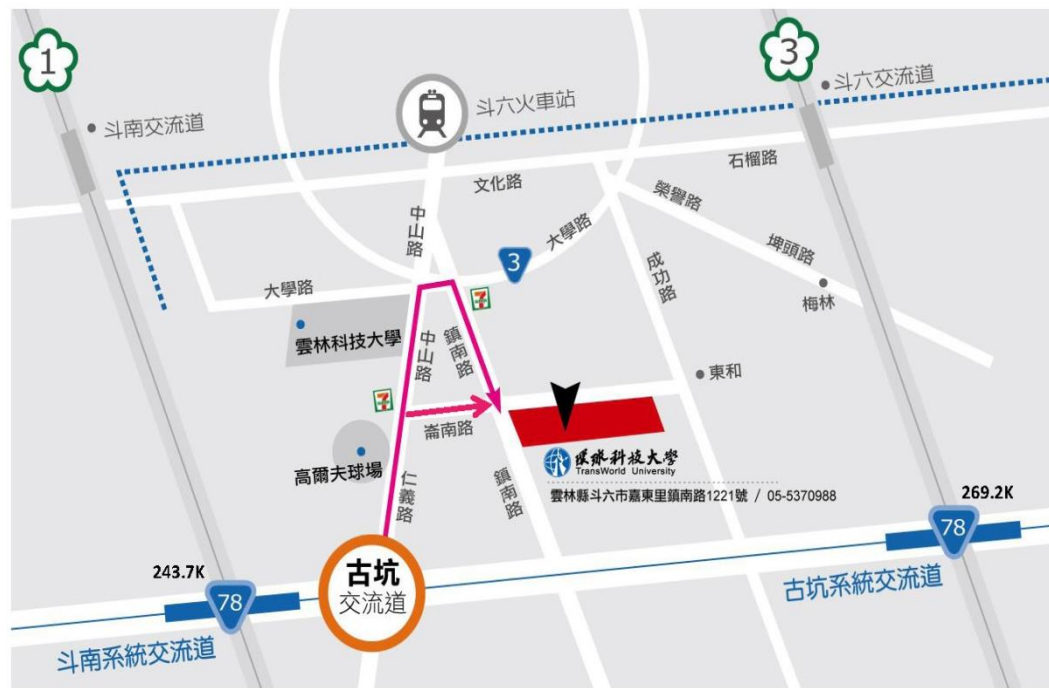 1
3
斗南交流道
斗六火車站
斗六交流道
文化路
石榴路
榮譽路
埤頭路
梅林
中山路
大學路
3
成功路
大學路
雲林科技大學
中山路
鎮南路
東和
崙南路
高爾夫球場
仁義路
鎮南路
環球科技大學
TransWorld University
雲林縣斗六市嘉東里鎮南路1221號 / 05-5370988
269.2K
78
古坑系統交流道
古坑
交流道
243.7K
78
斗南系統交流道
7
7